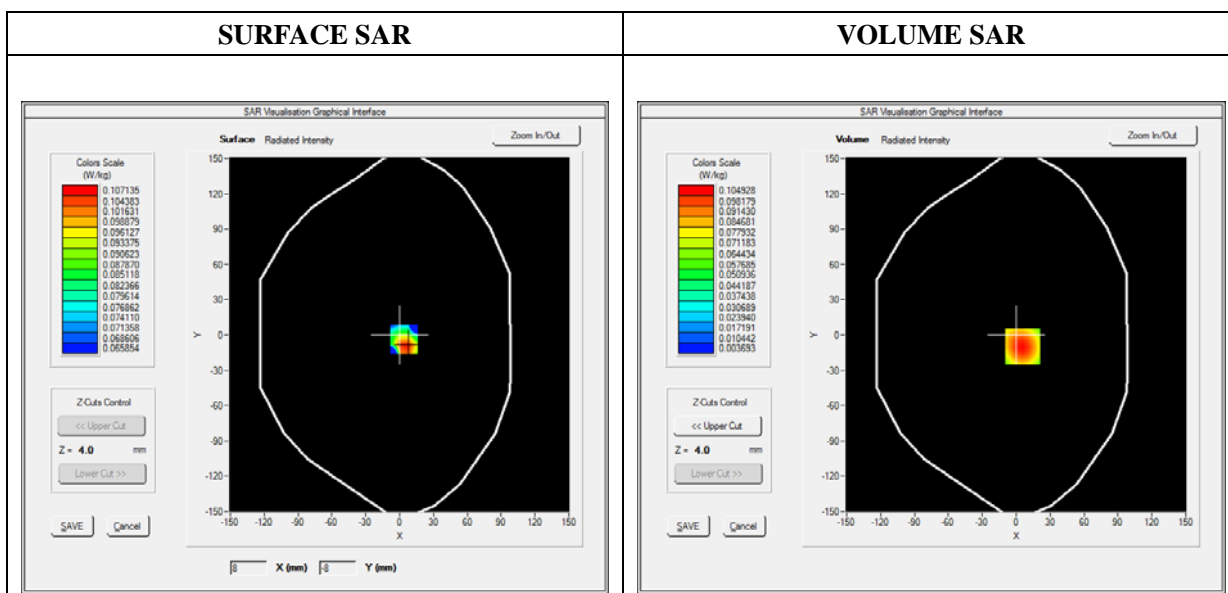 SURFACE SAR
VOLUME SAR
SAR Visualisation Graphical Interface
Surface Radiated Intensity
Zoom In/Out
Colors Scale
(W/kg)
0.107135
0.104383
0.101631
0.098879
0.096127
0.093375
0.090623
0.087870
0.085118
0.082366
0.079614
0.076862
0.074110
0.071358
0.068606
0.065854
Z-Cuts Control
<< Upper Cut
Z = 4.0 mm
Lower Cut >>
SAVE Cancel
150
120
90
60
30
0
-30
-60
-90
-120
-150
Y
-150 -120 -90 -60 -30 0 30 60 90 120 150
X
8 X (mm) -8 Y (mm)
SAR Visualisation Graphical Interface
Volume Radiated Intensity
Zoom In/Out
Colors Scale
(W/kg)
0.104928
0.098179
0.091430
0.084681
0.077932
0.071183
0.064434
0.057685
0.050936
0.044187
0.037438
0.030689
0.023940
0.017191
0.010442
0.003693
Z-Cuts Control
<< Upper Cut
Z = 4.0 mm
Lower Cut >>
SAVE Cancel
150
120
90
60
30
0
-30
-60
-90
-120
-150
Y
-150 -120 -90 -60 -30 0 30 60 90 120 150
X